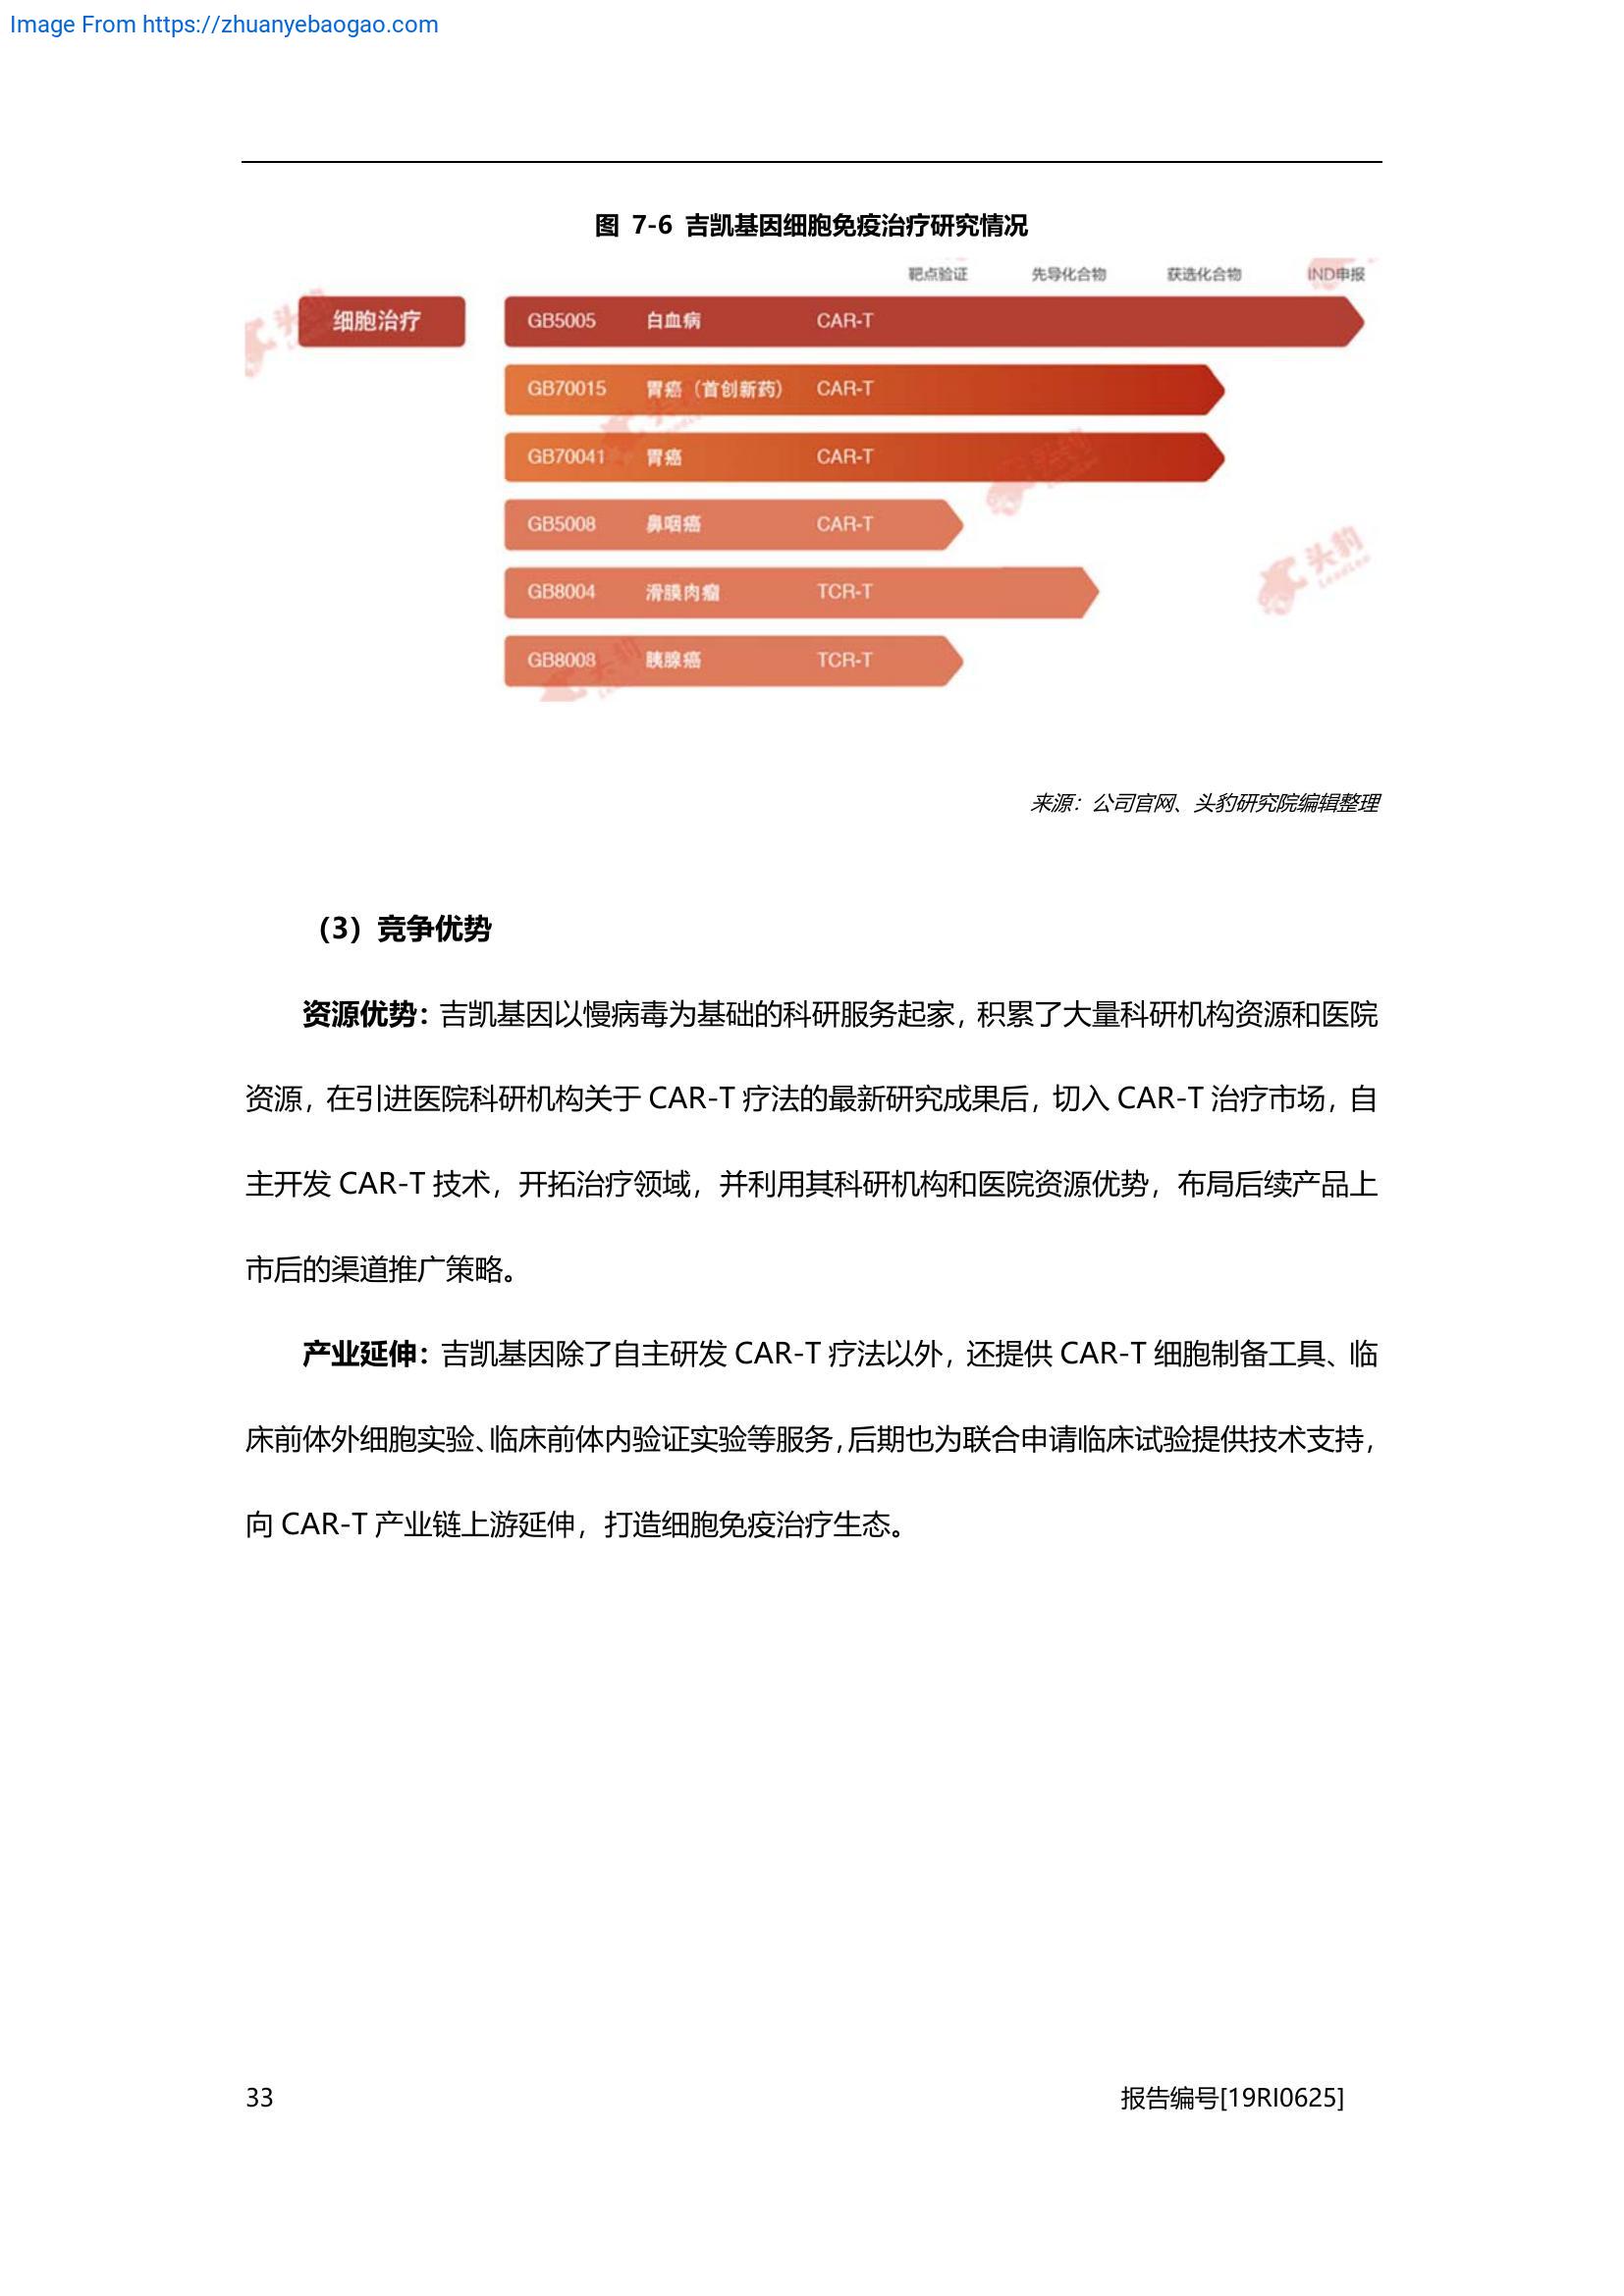 Image From https://zhuanyebaogao.com
图 7-6 吉凯基因细胞免疫治疗研究情况
靶点验证 先导化合物 获选化合物 IND申报
细胞治疗 GB5005 白血病 CAR-T
GB70015 胃癌（首创新药） CAR-T
GB70041 胃癌 CAR-T
GB5008 鼻咽癌 CAR-T
GB8004 滑膜肉瘤 TCR-T
GB8008 胰腺癌 TCR-T
头豹
LeadLeo
来源：公司官网、头豹研究院编辑整理
（3）竞争优势
资源优势：吉凯基因以慢病毒为基础的科研服务起家，积累了大量科研机构资源和医院
资源，在引进医院科研机构关于 CAR-T 疗法的最新研究成果后，切入 CAR-T 治疗市场，自
主开发 CAR-T 技术，开拓治疗领域，并利用其科研机构和医院资源优势，布局后续产品上
市后的渠道推广策略。
产业延伸：吉凯基因除了自主研发 CAR-T 疗法以外，还提供 CAR-T 细胞制备工具、临
床前体外细胞实验、临床前体内验证实验等服务，后期也为联合申请临床试验提供技术支持，
向 CAR-T 产业链上游延伸，打造细胞免疫治疗生态。
33 报告编号[19RI0625]